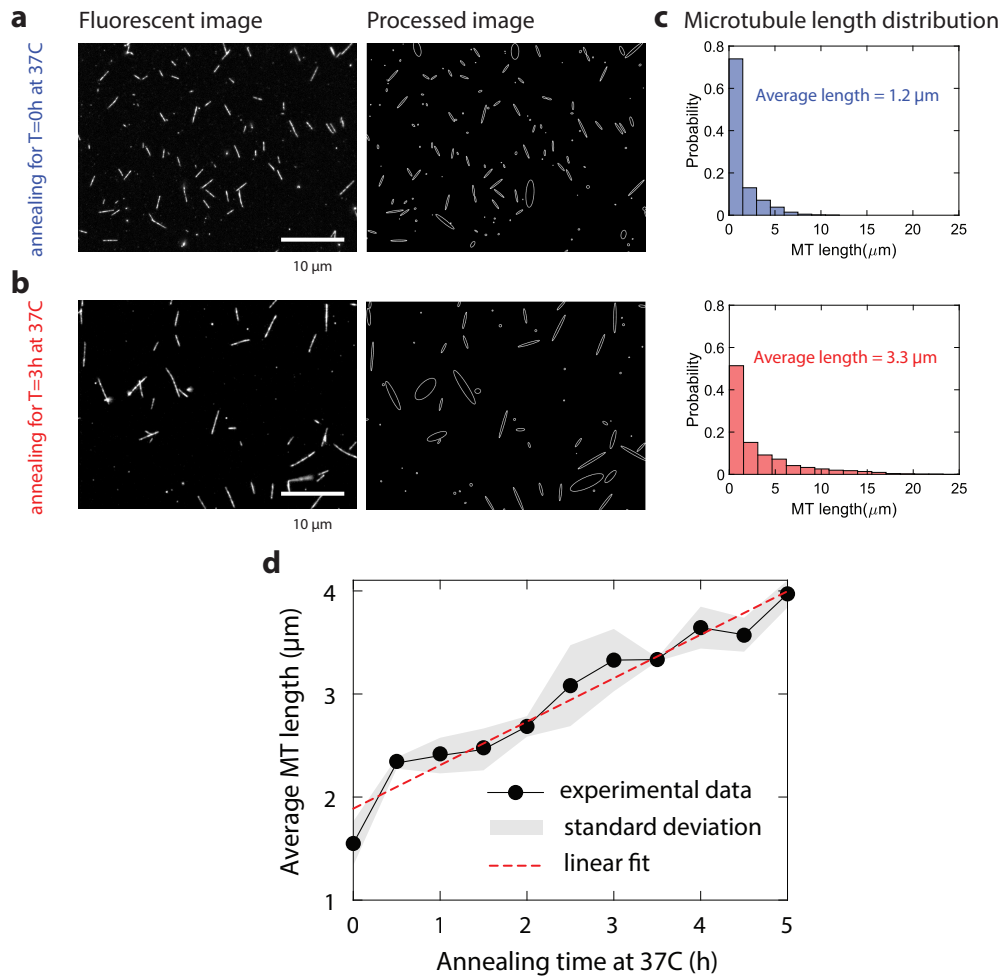 a
Fluorescent image
Processed image
c
Microtubule length distribution
annealing for T=0h at 37C
10 µm
Probability
0.8
0.6
0.4
0.2
0
Average length = 1.2 µm
0 5 10 15 20 25
MT length(μm)
b
annealing for T=3h at 37C
10 µm
Probability
0.8
0.6
0.4
0.2
0
Average length = 3.3 µm
0 5 10 15 20 25
MT length(μm)
d
Average MT length (µm)
4
3
2
1
experimental data
standard deviation
linear fit
0 1 2 3 4 5
Annealing time at 37C (h)